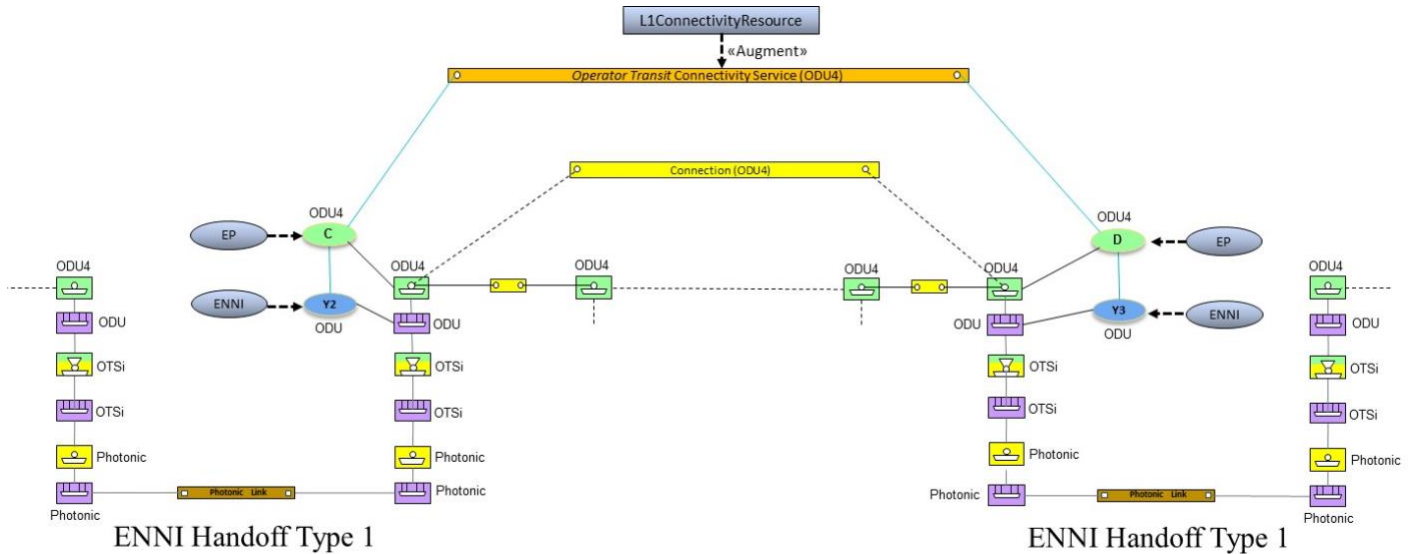 L1ConnectivityResource
«Augment»
Operator Transit Connectivity Service (ODU4)
Connection (ODU4)
ODU4
EP
C
ODU4
D
EP
ODU4
ODU4
ODU4
ODU4
ODU4
ODU4
ENNI
Y2
ODU
ODU
ODU
ODU
Y3
ODU
ENNI
ODU
OTSi
OTSi
OTSi
OTSi
OTSi
OTSi
OTSi
OTSi
Photonic
Photonic
Photonic
Photonic
Photonic
Photonic Link
Photonic
Photonic
Photonic Link
Photonic
ENNI Handoff Type 1
ENNI Handoff Type 1